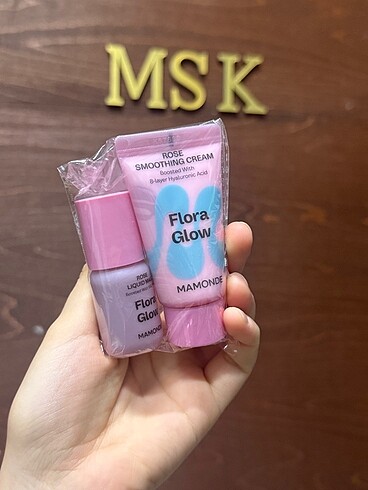 MSK
ROSE
SMOOTHING CREAM
Boosted With
8-layer Hyaluronic Acid
Flora
Glow
MAMONDE
ROSE
LIQUID
Flora
Glow
MAMONDE